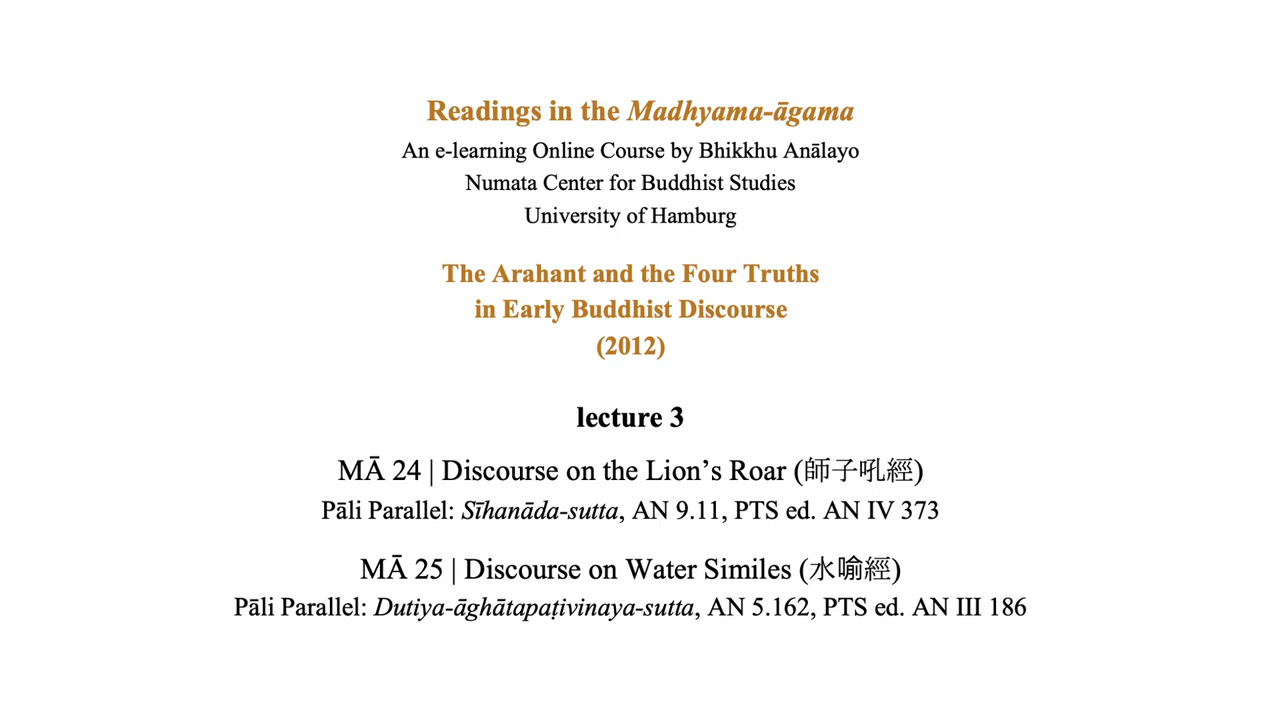 Readings in the Madhyama-āgama
An e-learning Online Course by Bhikkhu Anālayo
Numata Center for Buddhist Studies
University of Hamburg
The Arahant and the Four Truths
in Early Buddhist Discourse
(2012)
lecture 3
MĀ 24 | Discourse on the Lion’s Roar (師子吼經)
Pāli Parallel: Sīhanāda-sutta, AN 9.11, PTS ed. AN IV 373
MĀ 25 | Discourse on Water Similes (水喻經)
Pāli Parallel: Dutiya-āghātapaṭivinaya-sutta, AN 5.162, PTS ed. AN III 186